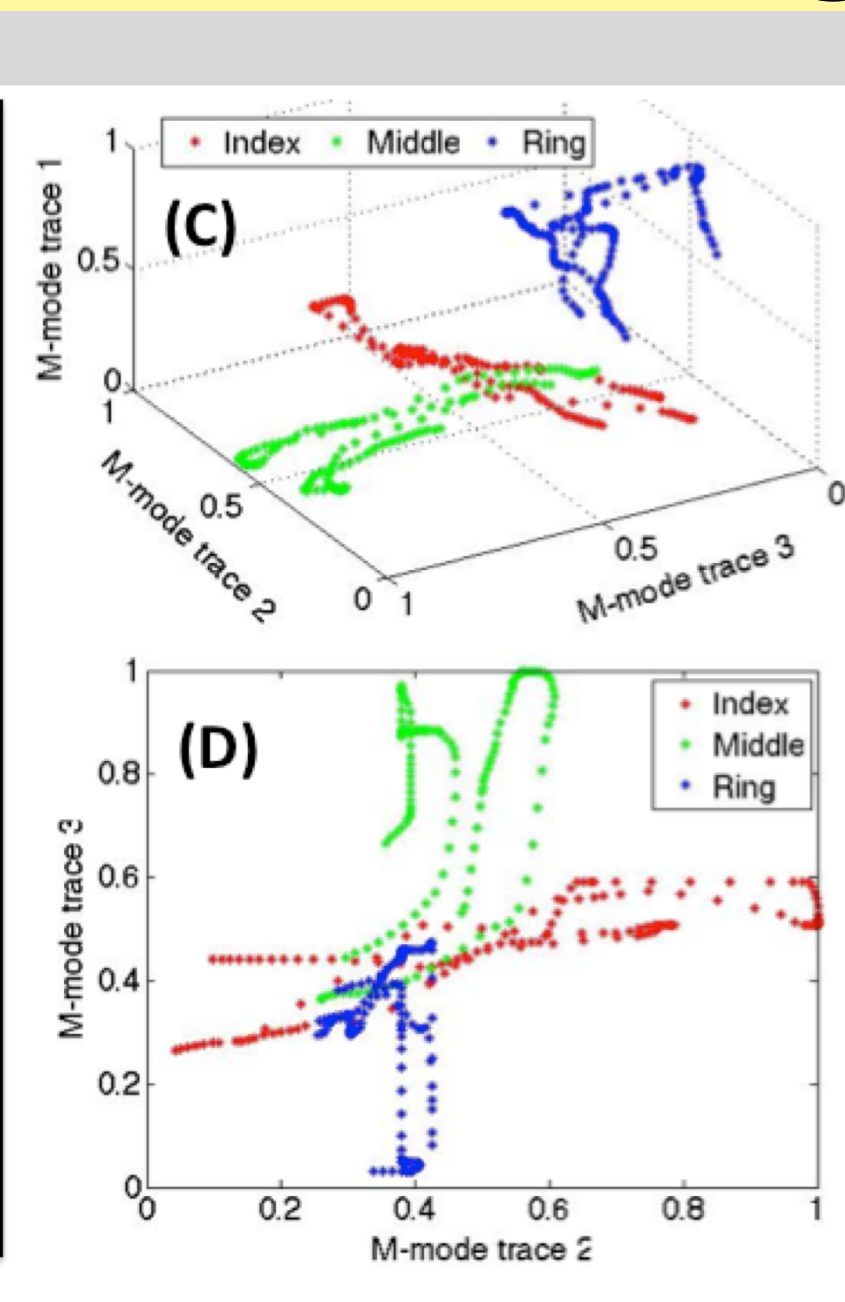 Index Middle Ring
(C)
M-mode trace 1
1
0.5
0
1
0.5
0
M-mode trace 2
1
0.5
0
M-mode trace 3
(D)
Index
Middle
Ring
M-mode trace 3
1
0.8
0.6
0.4
0.2
0
0 0.2 0.4 0.6 0.8 1
M-mode trace 2